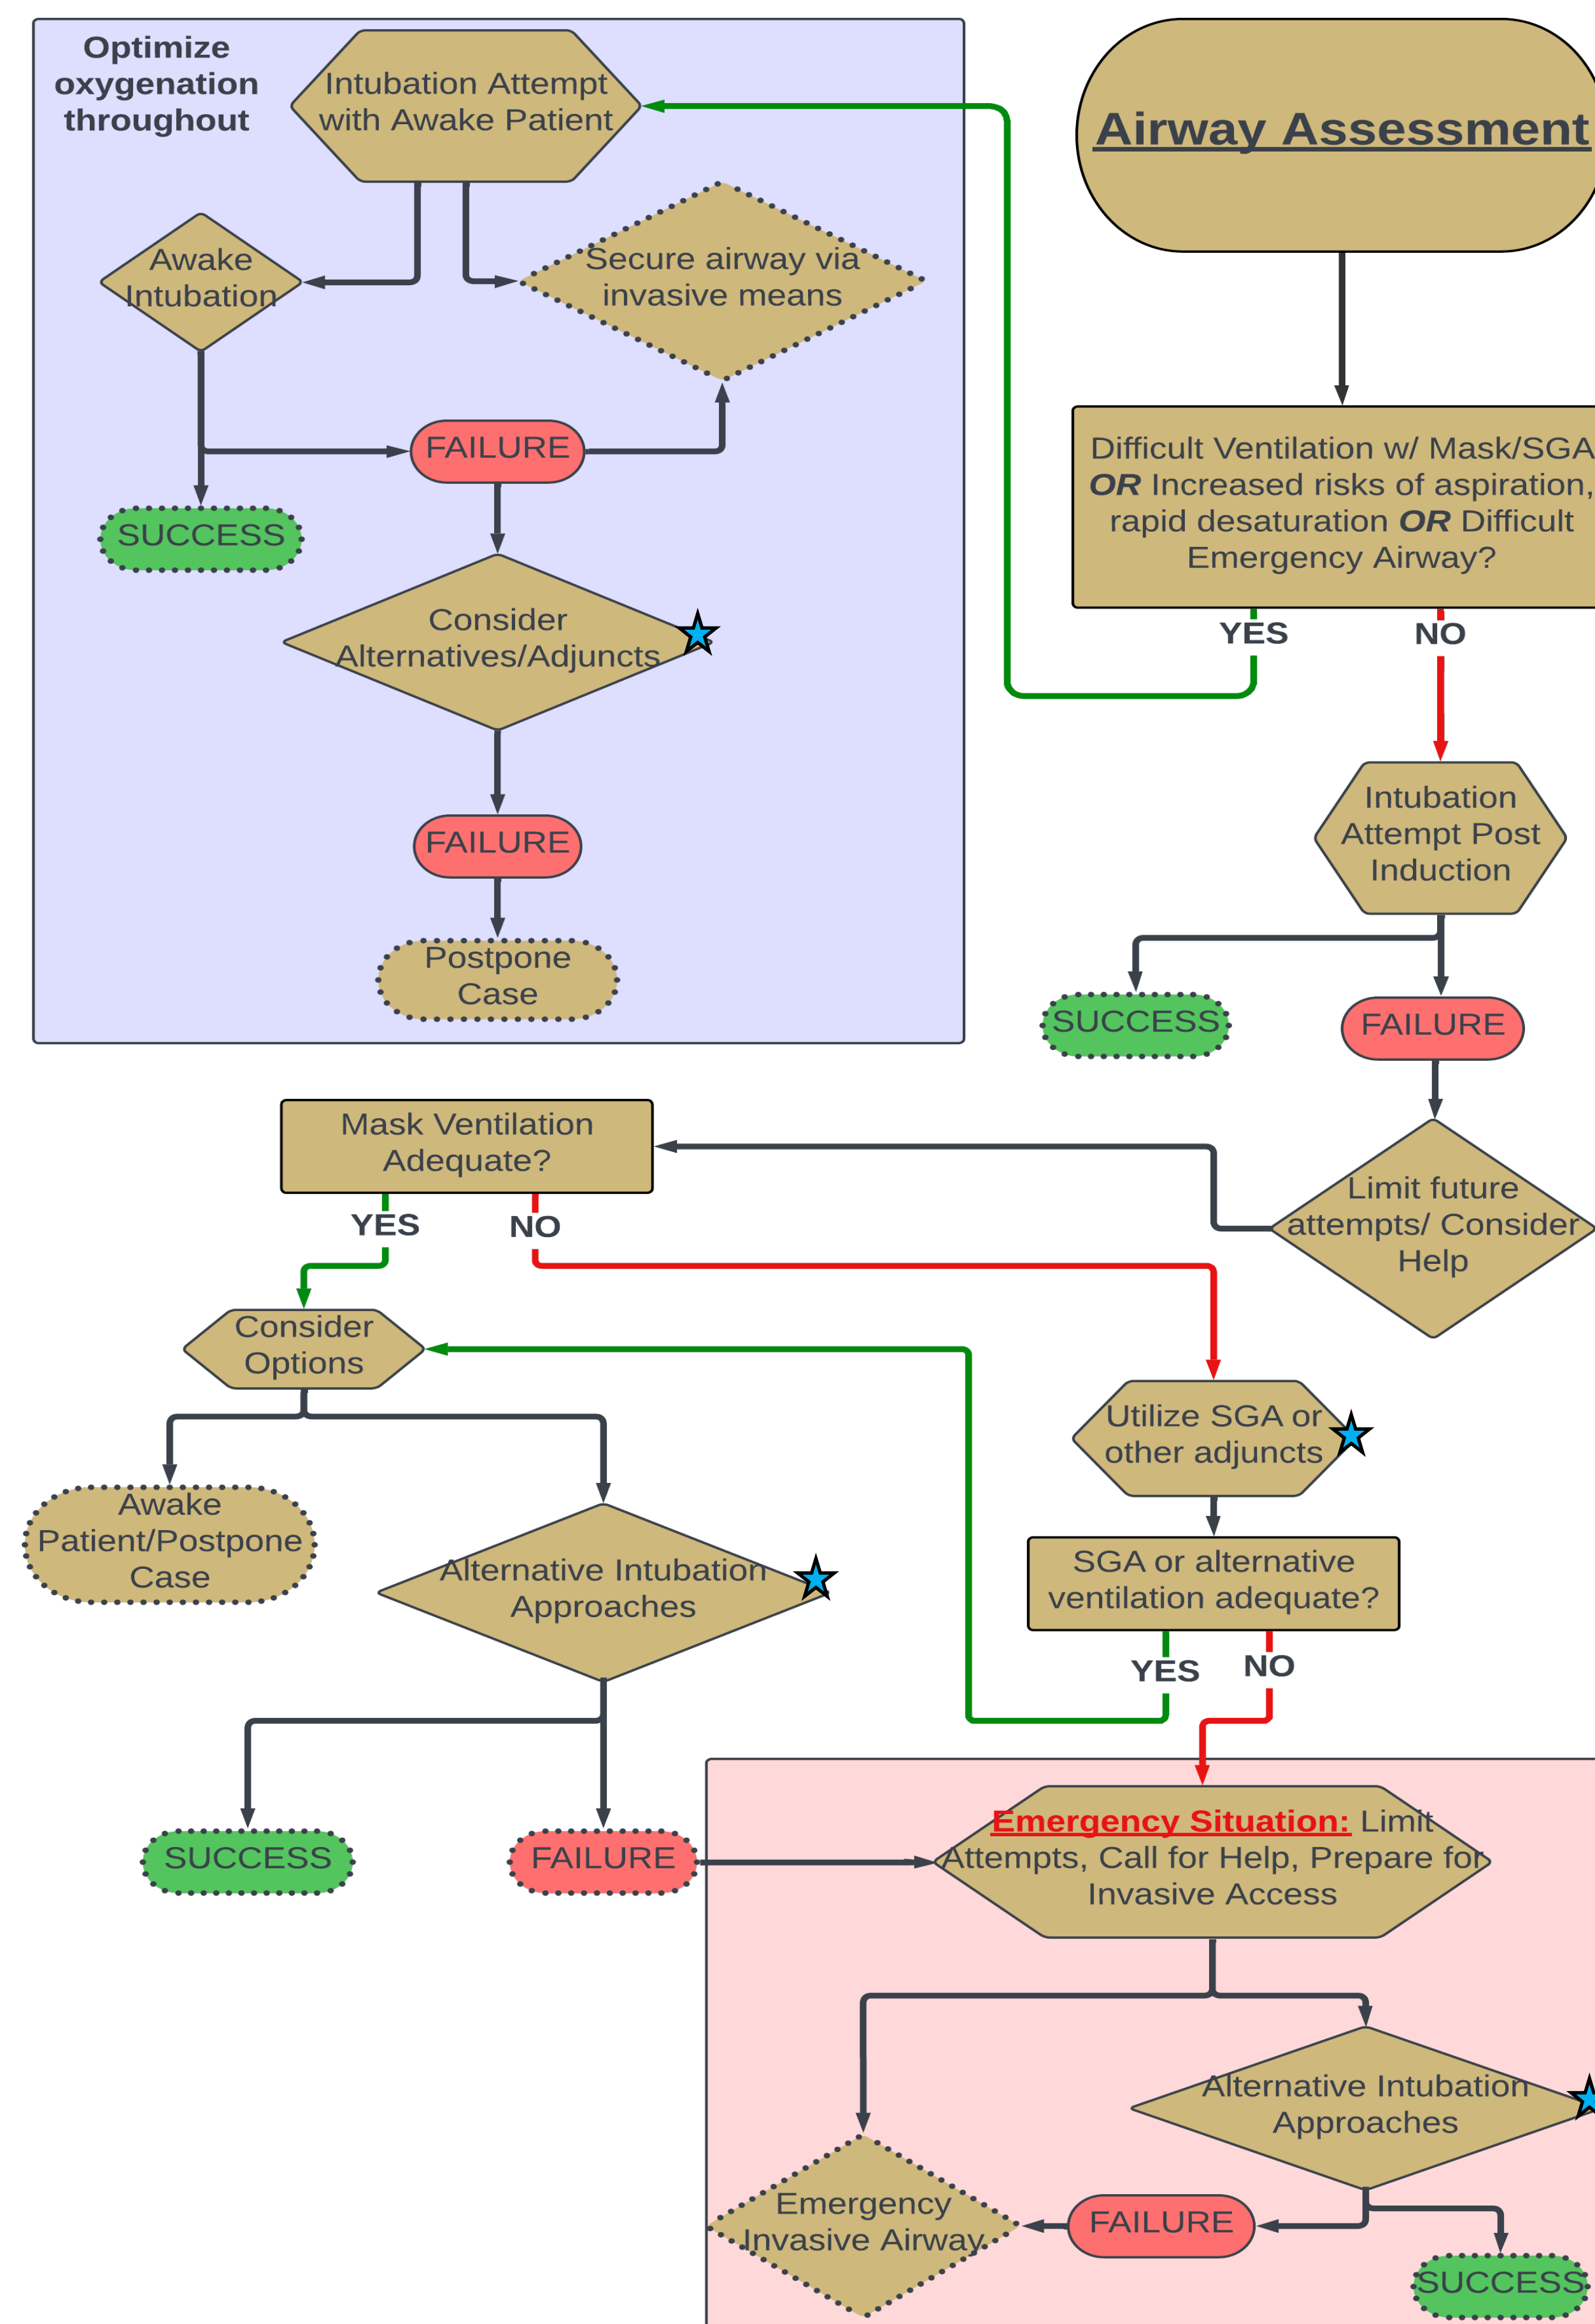 Optimize
oxygenation
throughout
Intubation Attempt
with Awake Patient
Airway Assessment
Awake
Intubation
Secure airway via
invasive means
FAILURE
SUCCESS
Consider
Alternatives/Adjuncts
FAILURE
Postpone
Case
Difficult Ventilation w/ Mask/SGA
OR Increased risks of aspiration,
rapid desaturation OR Difficult
Emergency Airway?
YES
NO
Intubation
Attempt Post
Induction
SUCCESS
FAILURE
Limit future
attempts/ Consider
Help
Mask Ventilation
Adequate?
YES
NO
Consider
Options
Utilize SGA or
other adjuncts
Awake
Patient/Postpone
Case
Alternative Intubation
Approaches
SGA or alternative
ventilation adequate?
YES
NO
SUCCESS
FAILURE
Emergency Situation: Limit
Attempts, Call for Help, Prepare for
Invasive Access
Alternative Intubation
Approaches
Emergency
Invasive Airway
FAILURE
SUCCESS